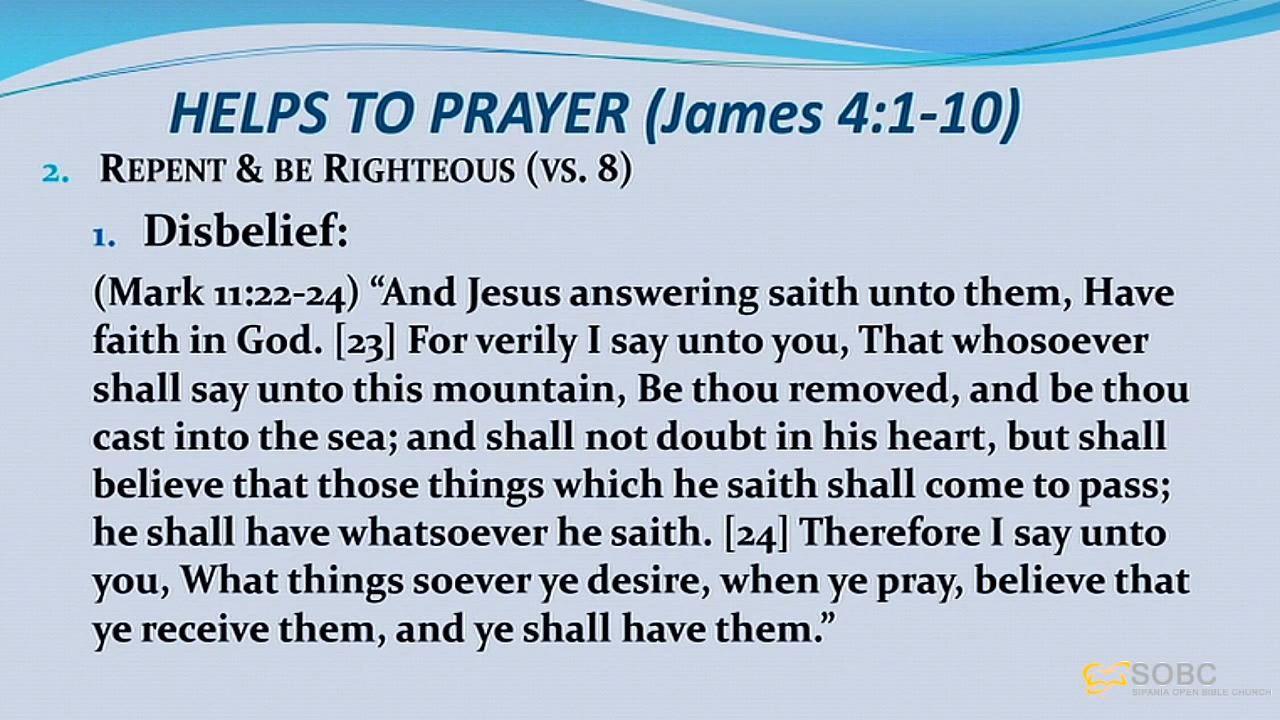 HELPS TO PRAYER (James 4:1-10)
2. REPENT & BE RIGHTEOUS (VS. 8)
1. Disbelief:
(Mark 11:22-24) “And Jesus answering saith unto them, Have
faith in God. [23] For verily I say unto you, That whosoever
shall say unto this mountain, Be thou removed, and be thou
cast into the sea; and shall not doubt in his heart, but shall
believe that those things which he saith shall come to pass;
he shall have whatsoever he saith. [24] Therefore I say unto
you, What things soever ye desire, when ye pray, believe that
ye receive them, and ye shall have them.”
SOBC
SIPANIA OPEN BIBLE CHURCH